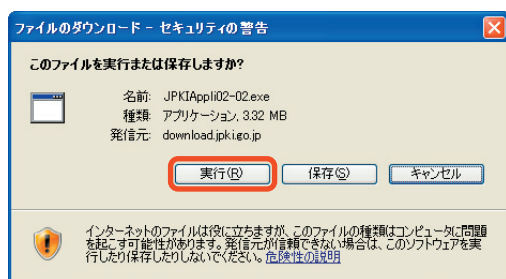 ファイルのダウンロード - セキュリティの警告
このファイルを実行または保存しますか?
名前: JPKIAppli02-02.exe
種類: アプリケーション, 3.32 MB
発信元: download.jpki.go.jp
実行(R) 保存(S) キャンセル
インターネットのファイルは役に立ちますが、このファイルの種類はコンピュータに問題
を起こす可能性があります。発信元が信頼できない場合は、このソフトウェアを実
行したり保存したりしないでください。危険性の説明